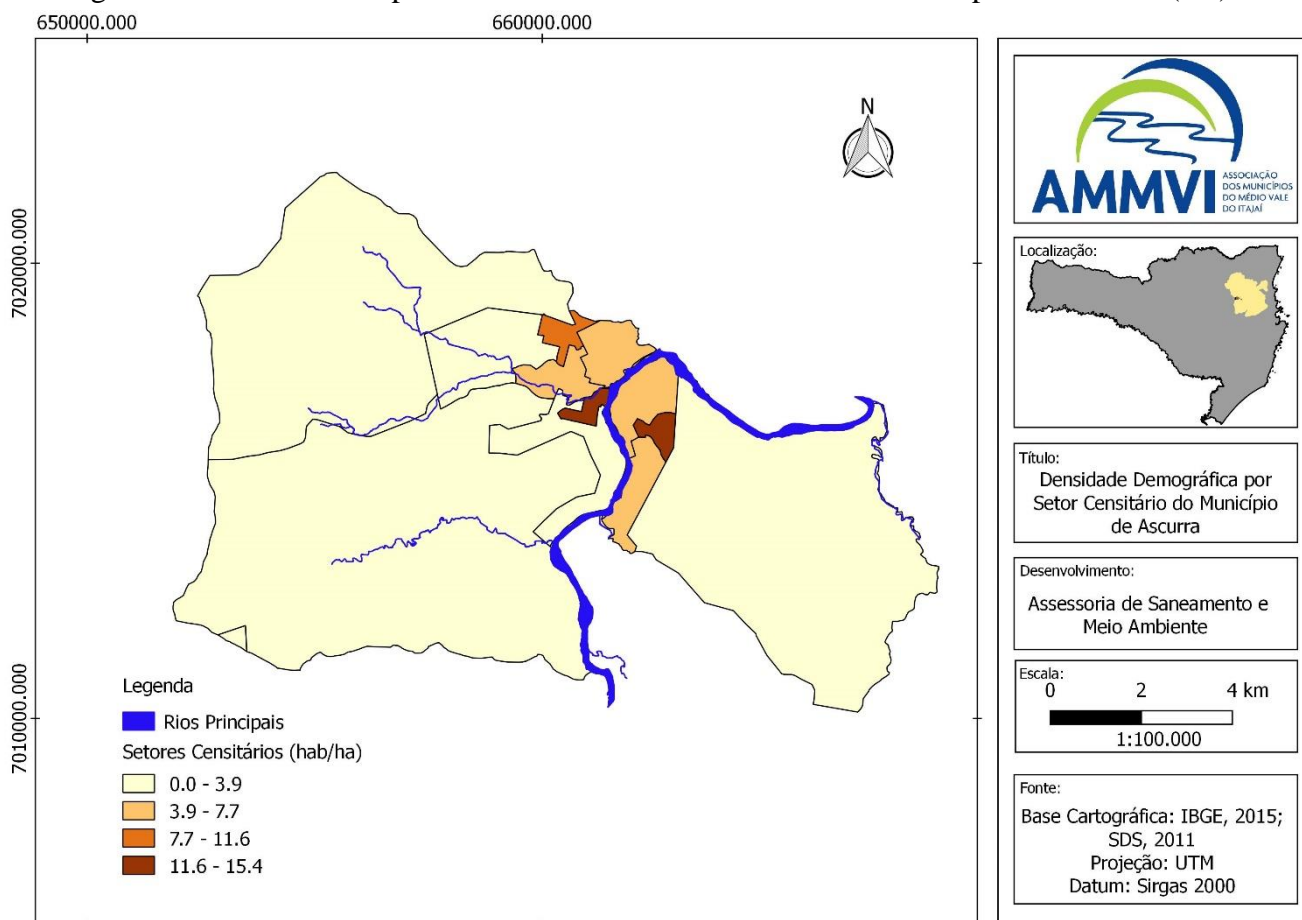 650000.000
660000.000
7020000.000
7010000.000
N
Legenda
Rios Principais
Setores Censitários (hab/ha)
0.0 - 3.9
3.9 - 7.7
7.7 - 11.6
11.6 - 15.4
AMMVI
ASSOCIAÇÃO
DOS MUNICÍPIOS
DO MÉDIO VALE
DO ITAJAÍ
Localização:
Título:
Densidade Demográfica por
Setor Censitário do Município
de Ascurra
Desenvolvimento:
Assessoria de Saneamento e
Meio Ambiente
Escala:
0 2 4 km
1:100.000
Fonte:
Base Cartográfica: IBGE, 2015;
SDS, 2011
Projeção: UTM
Datum: Sirgas 2000